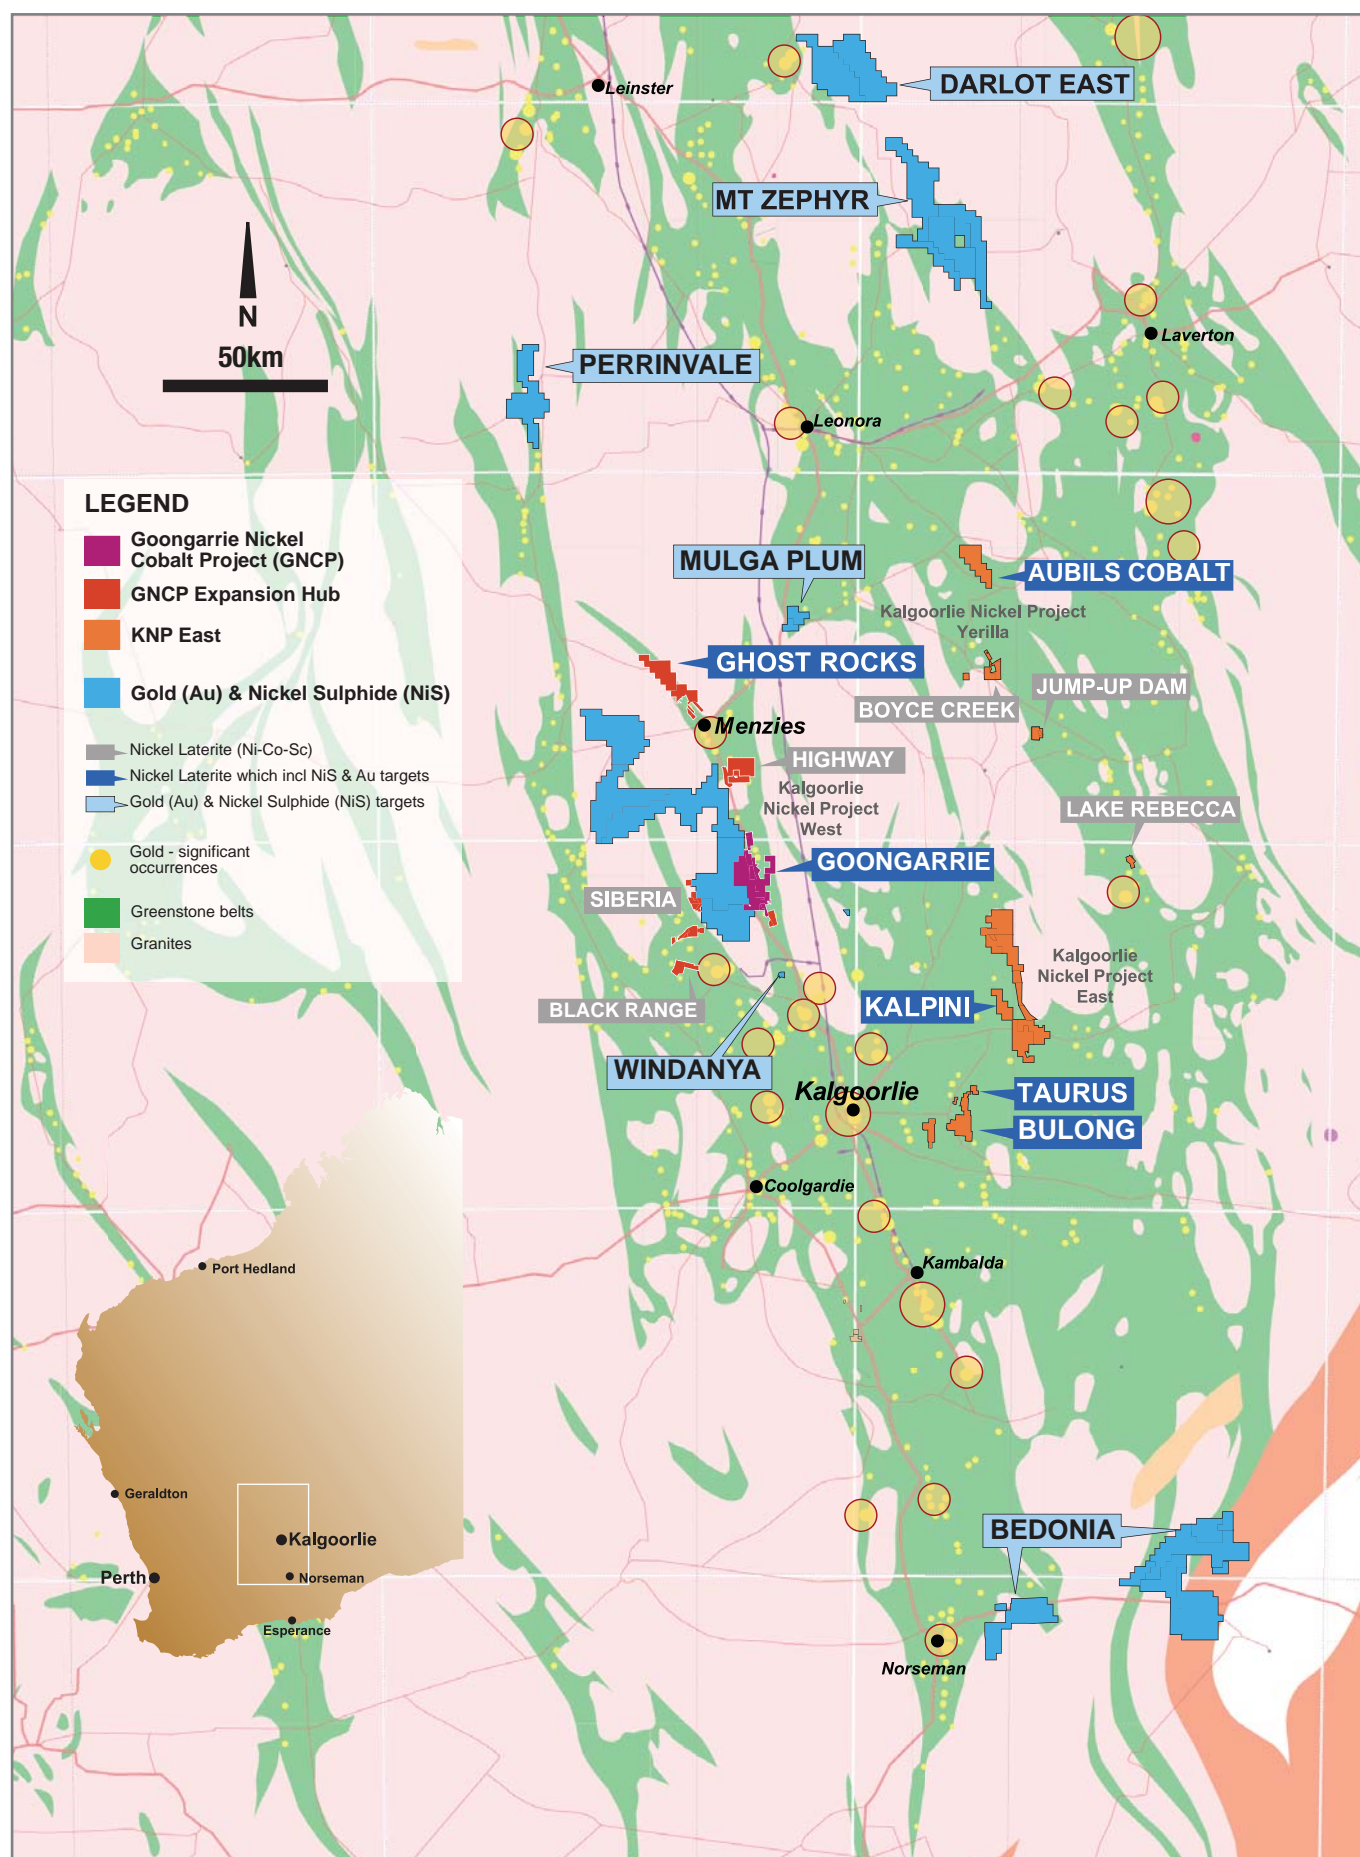 DARLOT EAST
Leinster
MT ZEPHYR
N
50km
Laverton
PERRINVALE
Leonora
LEGEND
Goongarrie Nickel
Cobalt Project (GNCP)
GNCP Expansion Hub
KNP East
Gold (Au) & Nickel Sulphide (NiS)
Nickel Laterite (Ni-Co-Sc)
Nickel Laterite which incl NiS & Au targets
Gold (Au) & Nickel Sulphide (NiS) targets
Gold - significant
occurrences
Greenstone belts
Granites
MULGA PLUM
AUBILS COBALT
Kalgoorlie Nickel Project
Yerilla
GHOST ROCKS
JUMP-UP DAM
BOYCE CREEK
Menzies
HIGHWAY
Kalgoorlie
Nickel Project
West
LAKE REBECCA
GOONGARRIE
SIBERIA
Kalgoorlie
Nickel Project
East
BLACK RANGE
KALPINI
WINDANYA
Kalgoorlie
TAURUS
BULONG
Coolgardie
Kambalda
Port Hedland
Geraldton
Kalgoorlie
Perth
Norseman
Esperance
BEDONIA
Norseman